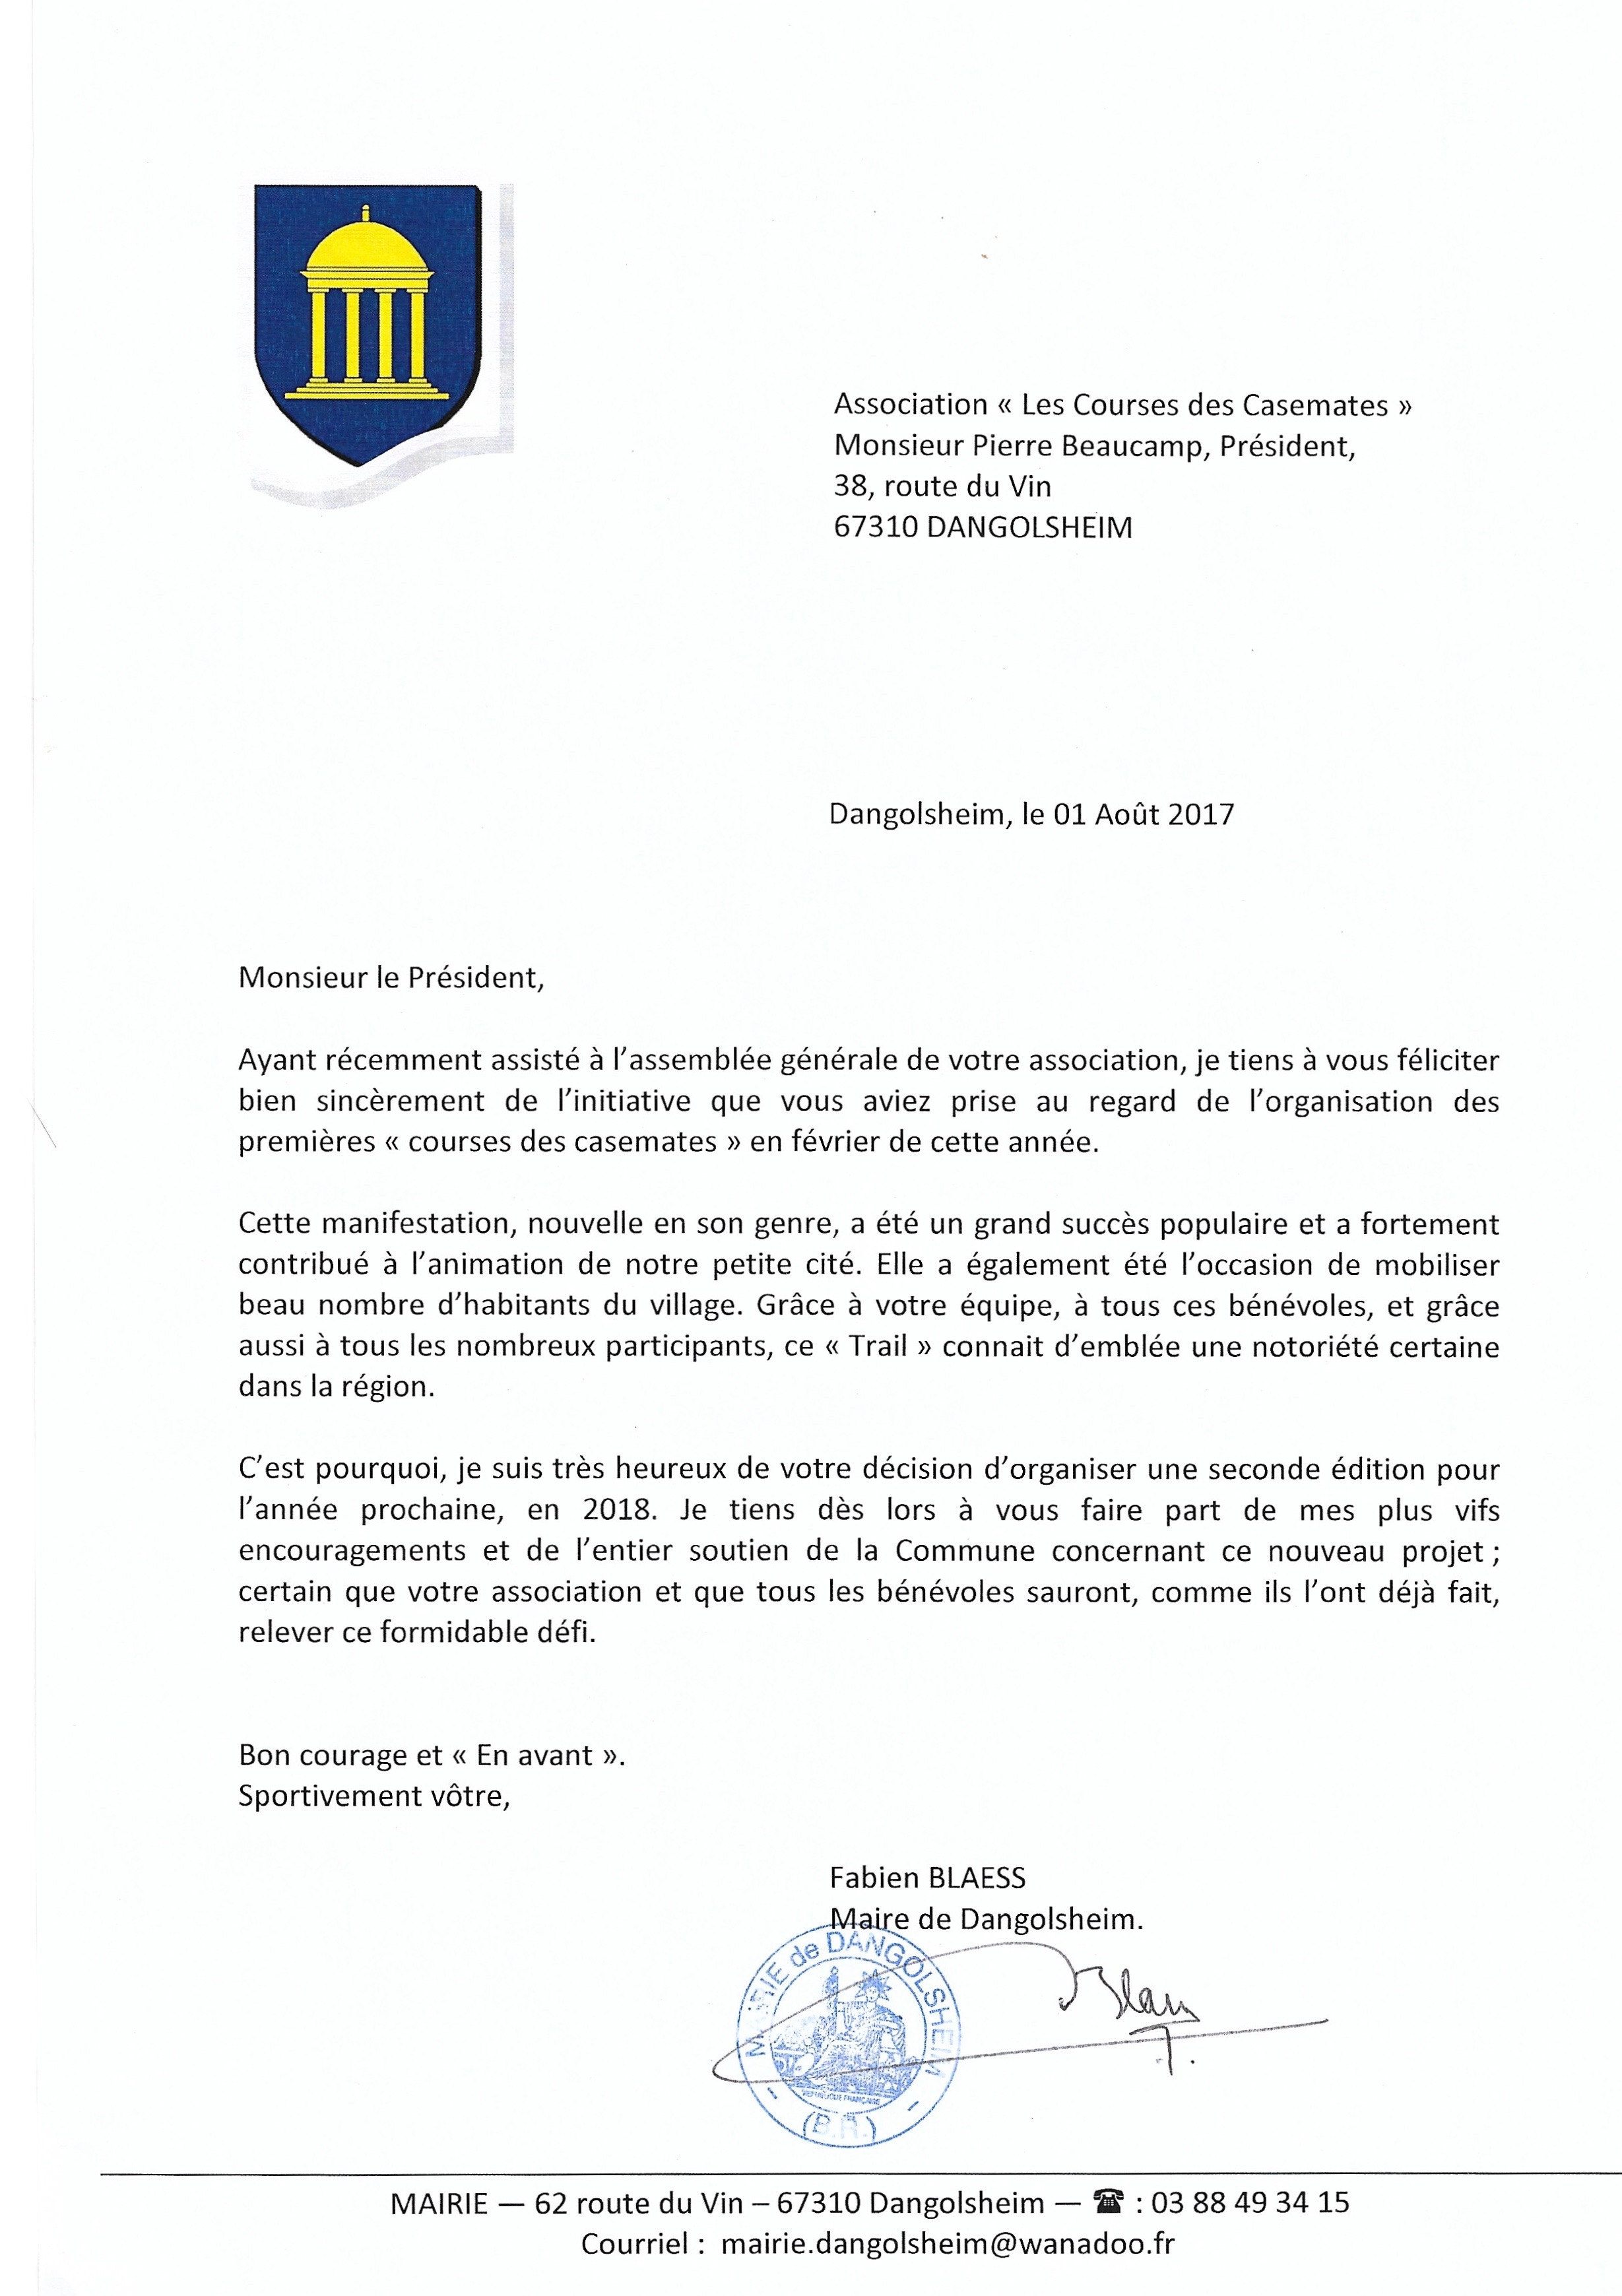 Association « Les Courses des Casemates »
Monsieur Pierre Beaucamp, Président,
38, route du Vin
67310 DANGOLSHEIM
Dangolsheim, le 01 Août 2017
Monsieur le Président,
Ayant récemment assisté à l’assemblée générale de votre association, je tiens à vous féliciter
bien sincèrement de l’initiative que vous aviez prise au regard de l’organisation des
premières « courses des casemates » en février de cette année.
Cette manifestation, nouvelle en son genre, a été un grand succès populaire et a fortement
contribué à l’animation de notre petite cité. Elle a également été l’occasion de mobiliser
beau nombre d’habitants du village. Grâce à votre équipe, à tous ces bénévoles, et grâce
aussi à tous les nombreux participants, ce « Trail » connait d’emblée une notoriété certaine
dans la région.
C’est pourquoi, je suis très heureux de votre décision d’organiser une seconde édition pour
l’année prochaine, en 2018. Je tiens dès lors à vous faire part de mes plus vifs
encouragements et de l’entier soutien de la Commune concernant ce nouveau projet ;
certain que votre association et que tous les bénévoles sauront, comme ils l’ont déjà fait,
relever ce formidable défi.
Bon courage et « En avant ».
Sportivement vôtre,
Fabien BLAESS
Maire de Dangolsheim.
MAIRIE de DANGOLSHEIM
REPUBLIQUE FRANÇAISE
(B.R.)
MAIRIE — 62 route du Vin – 67310 Dangolsheim — ☎ : 03 88 49 34 15
Courriel : mairie.dangolsheim@wanadoo.fr